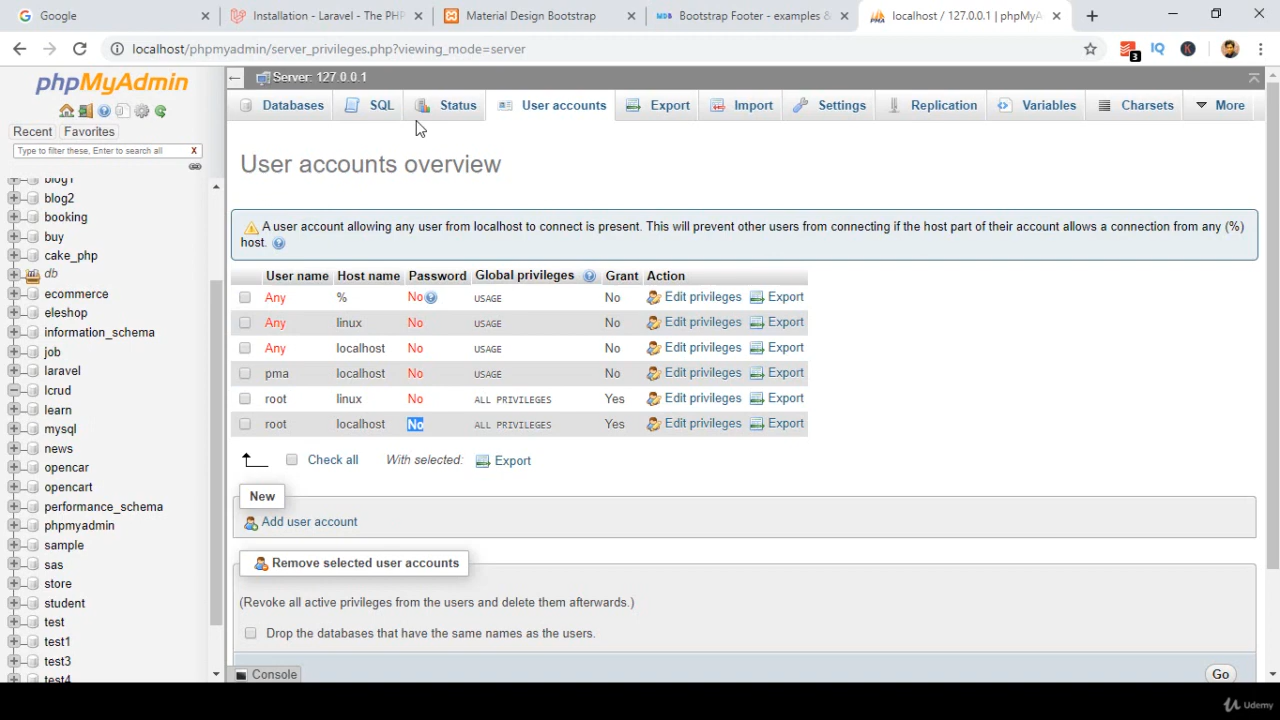 Google
Installation - Laravel - The PHP
Material Design Bootstrap
Bootstrap Footer - examples &
localhost / 127.0.0.1 | phpMyA
localhost/phpmyadmin/server_privileges.php?viewing_mode=server
3
IQ
K
phpMyAdmin
Recent
Favorites
Type to filter these, Enter to search all
X
blog1
blog2
booking
buy
cake_php
db
ecommerce
eleshop
information_schema
job
laravel
lcrud
learn
mysql
news
opencar
opencart
performance_schema
phpmyadmin
sample
sas
store
student
test
test1
test3
test4
Server: 127.0.0.1
Databases
SQL
Status
User accounts
Export
Import
Settings
Replication
Variables
Charsets
More
User accounts overview
A user account allowing any user from localhost to connect is present. This will prevent other users from connecting if the host part of their account allows a connection from any (%)
host.
User name Host name Password Global privileges Grant Action
Any % No USAGE No Edit privileges Export
Any linux No USAGE No Edit privileges Export
Any localhost No USAGE No Edit privileges Export
pma localhost No USAGE No Edit privileges Export
root linux No ALL PRIVILEGES Yes Edit privileges Export
root localhost No ALL PRIVILEGES Yes Edit privileges Export
Check all With selected: Export
New
Add user account
Remove selected user accounts
(Revoke all active privileges from the users and delete them afterwards.)
Drop the databases that have the same names as the users.
Console
Go
Udemy